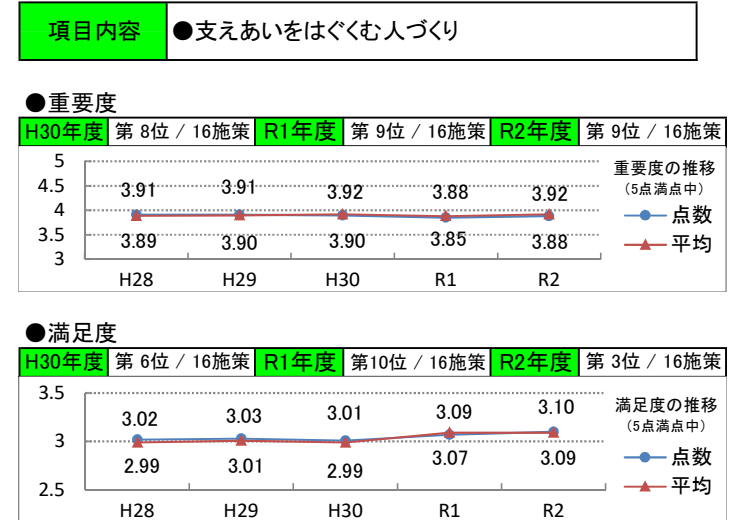 項目内容 ●支えあいをはぐくむ人づくり
●重要度
H30年度 第 8位 / 16施策 R1年度 第 9位 / 16施策 R2年度 第 9位 / 16施策
重要度の推移
(5点満点中)
点数
平均
5
4.5
4
3.5
3
3.91 3.91 3.92 3.88 3.92
3.89 3.90 3.90 3.85 3.88
H28 H29 H30 R1 R2
●満足度
H30年度 第 6位 / 16施策 R1年度 第10位 / 16施策 R2年度 第 3位 / 16施策
満足度の推移
(5点満点中)
点数
平均
3.5
3
2.5
3.02 3.03 3.01 3.09 3.10
2.99 3.01 2.99 3.07 3.09
H28 H29 H30 R1 R2